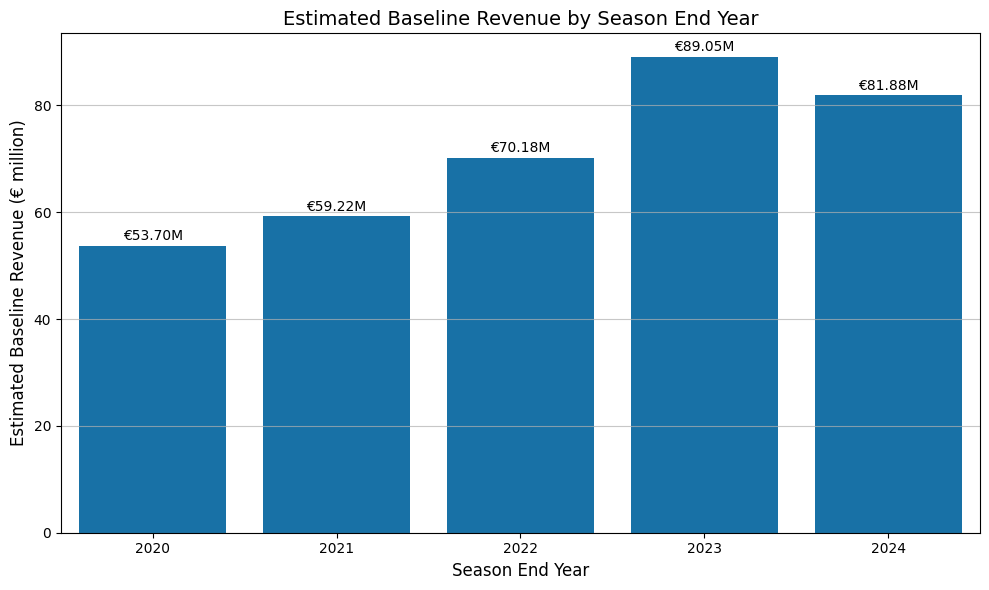 Estimated Baseline Revenue by Season End Year
Estimated Baseline Revenue (€ million)
80
60
40
20
0
€53.70M
€59.22M
€70.18M
€89.05M
€81.88M
2020
2021
2022
2023
2024
Season End Year